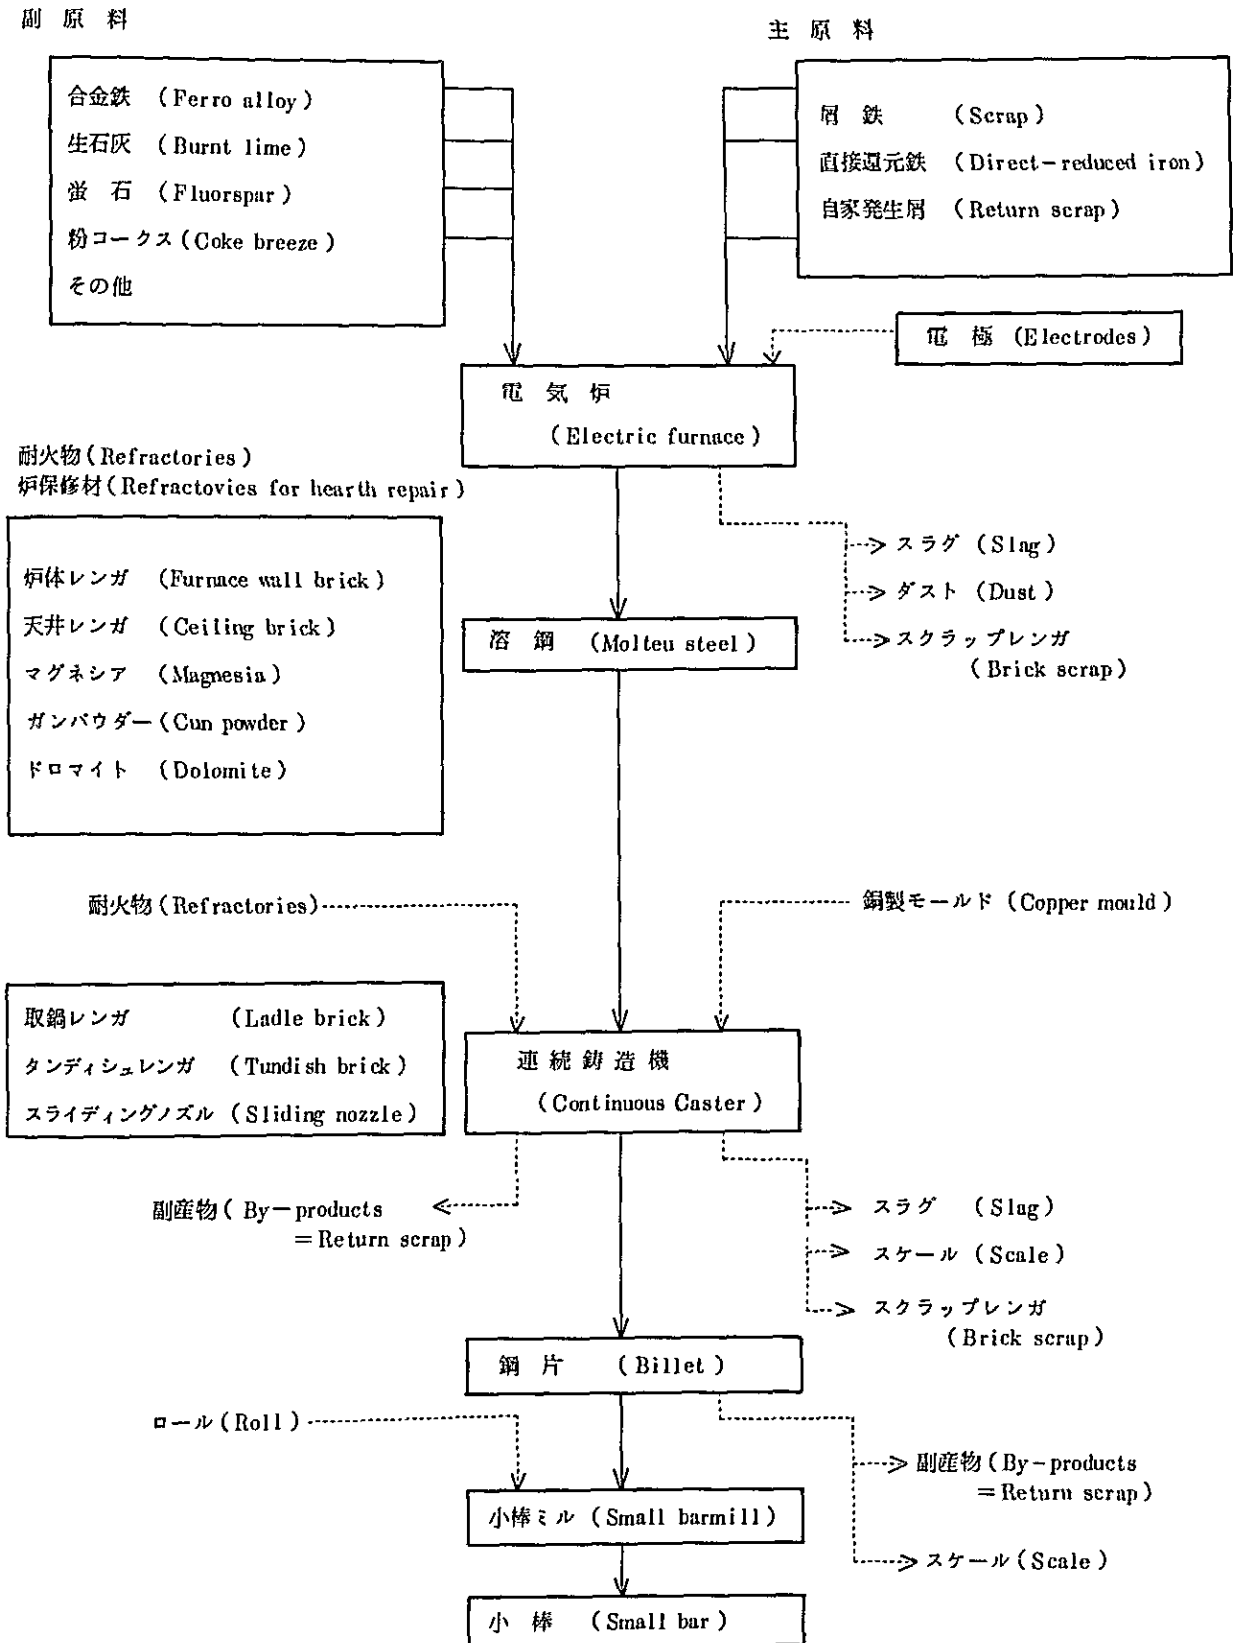 副原料
主原料
合金鉄 (Ferro alloy)
生石灰 (Burnt lime)
螢石 (Fluorspar)
粉コークス (Coke breeze)
その他
屑鉄 (Scrap)
直接還元鉄 (Direct-reduced iron)
自家発生屑 (Return scrap)
電極 (Electrodes)
電気炉
(Electric furnace)
耐火物 (Refractories)
炉保修材 (Refractovies for hearth repair)
炉体レンガ (Furnace wall brick)
天井レンガ (Ceiling brick)
マグネシア (Magnesia)
ガンパウダー (Cun powder)
ドロマイト (Dolomite)
スラグ (Slag)
ダスト (Dust)
スクラップレンガ
(Brick scrap)
溶鋼 (Molteu steel)
耐火物 (Refractories)
銅製モールド (Copper mould)
取鍋レンガ (Ladle brick)
タンディシュレンガ (Tundish brick)
スライディングノズル (Sliding nozzle)
連続鋳造機
(Continuous Caster)
副産物 (By-products
=Return scrap)
スラグ (Slag)
スケール (Scale)
スクラップレンガ
(Brick scrap)
鋼片 (Billet)
ロール (Roll)
副産物 (By-products
=Return scrap)
小棒ミル (Small barmill)
スケール (Scale)
小棒 (Small bar)